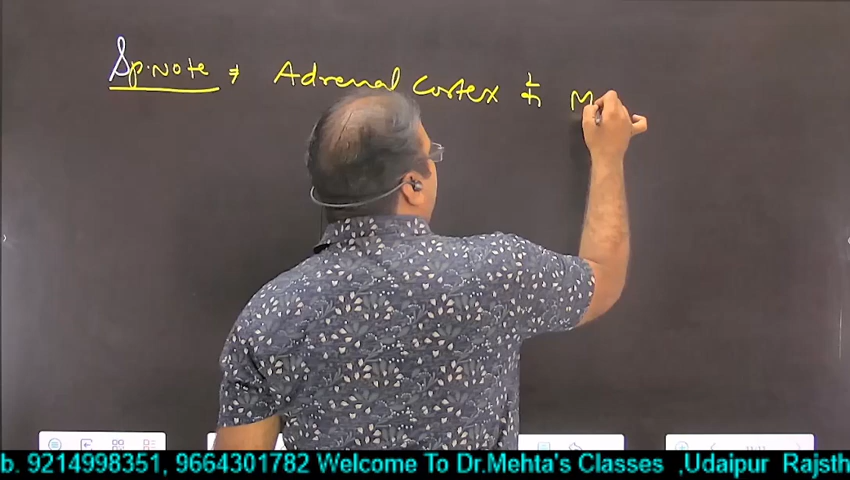 Sp. Note ⇒ Adrenal Cortex से M
b. 9214998351, 9664301782 Welcome To Dr.Mehta's Classes ,Udaipur Rajsth